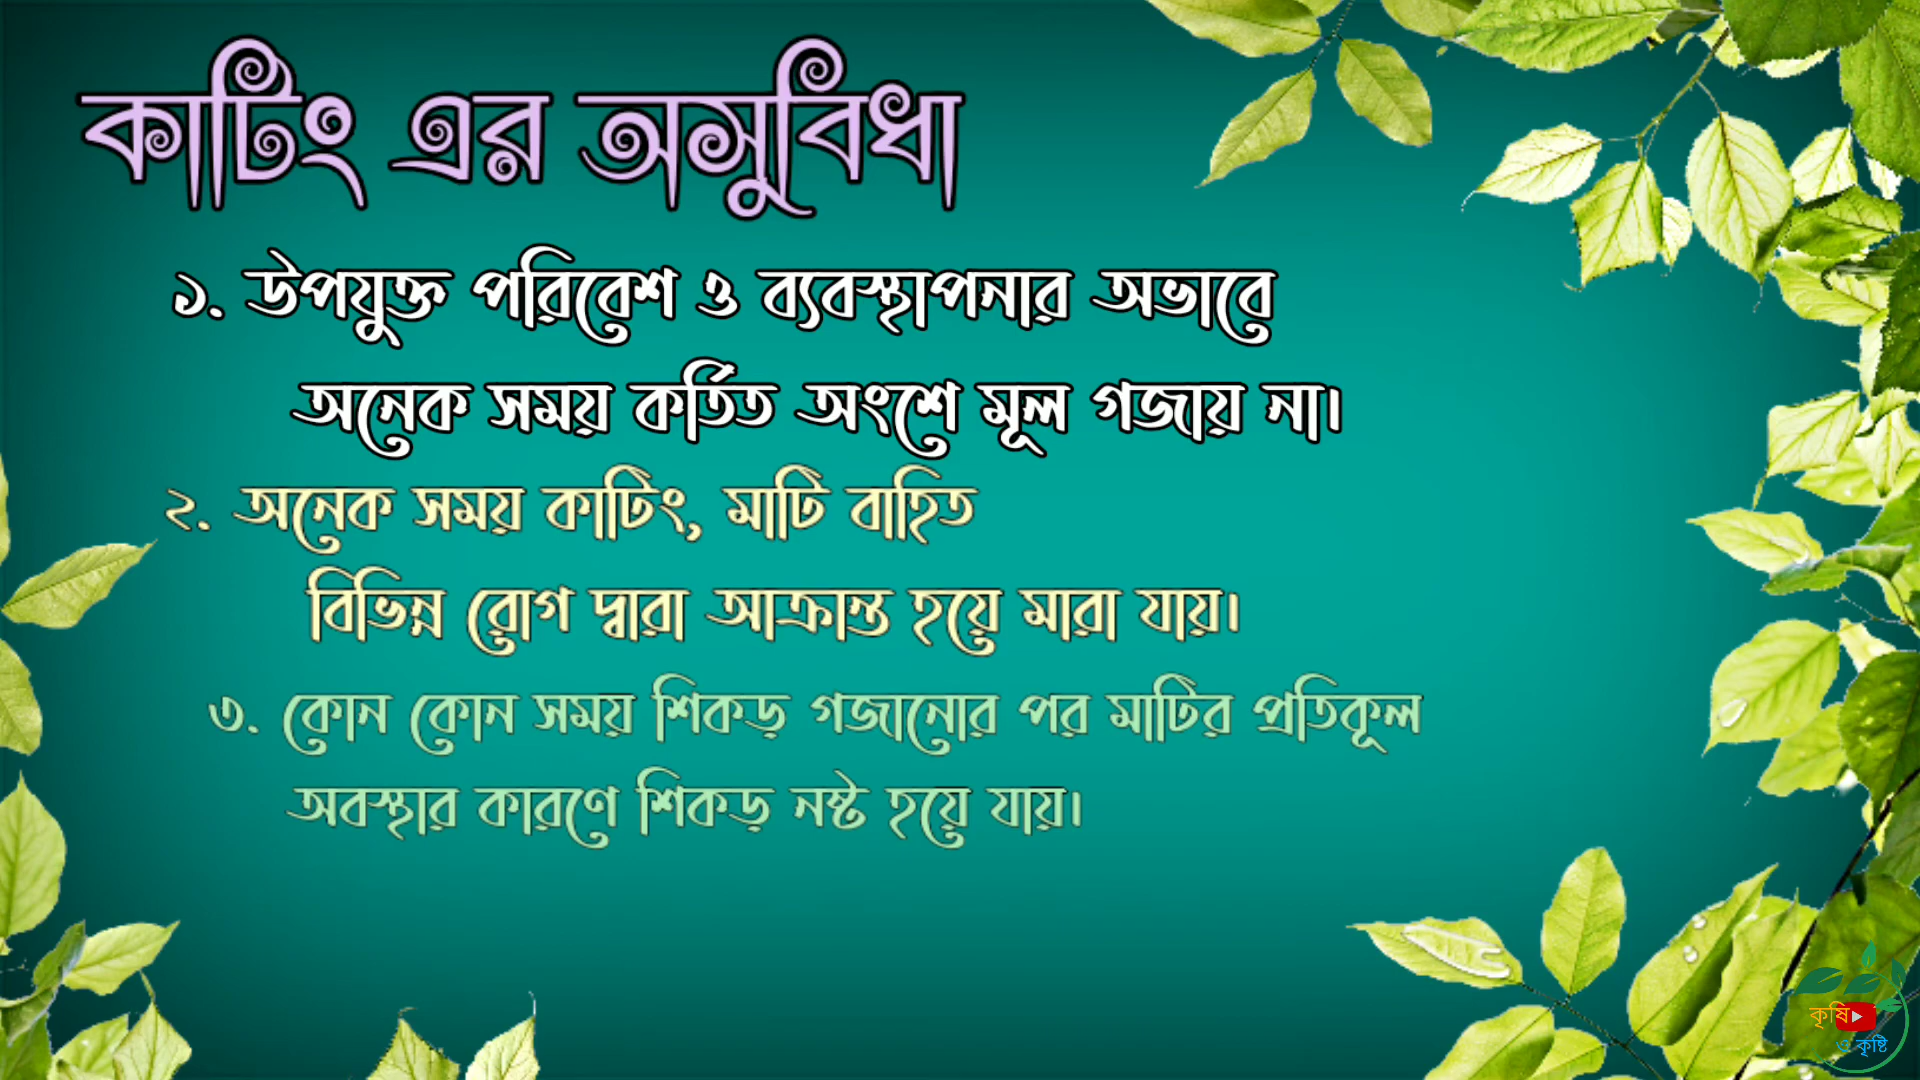 কাটিং এর অসুবিধা
১. উপযুক্ত পরিবেশ ও ব্যবস্থাপনার অভাবে
অনেক সময় কর্তিত অংশে মূল গজায় না।
২. অনেক সময় কাটিং, মাটি বাহিত
বিভিন্ন রোগ দ্বারা আক্রান্ত হয়ে মারা যায়।
৩. কোন কোন সময় শিকড় গজানোর পর মাটির প্রতিকূল
অবস্থার কারণে শিকড় নষ্ট হয়ে যায়।
কৃষি
ও কৃষ্টি